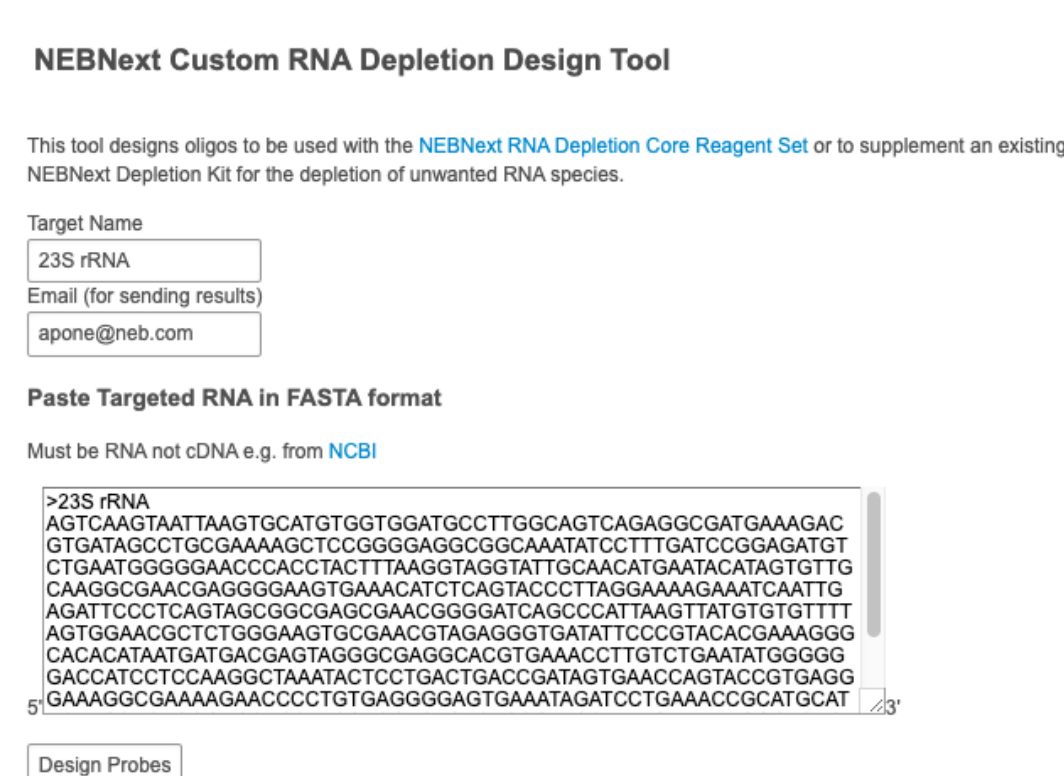 NEBNext Custom RNA Depletion Design Tool
This tool designs oligos to be used with the NEBNext RNA Depletion Core Reagent Set or to supplement an existing
NEBNext Depletion Kit for the depletion of unwanted RNA species.
Target Name
23S rRNA
Email (for sending results)
apone@neb.com
Paste Targeted RNA in FASTA format
Must be RNA not cDNA e.g. from NCBI
>23S rRNA
AGTCAAGTAATTAAGTGCATGTGGTGGATGCCTTGGCAGTCAGAGGCGATGAAAGAC
GTGATAGCCTGCGAAAAGCTCCGGGGAGGCGGCAAATATCCTTTGATCCGGAGATGT
CTGAATGGGGGAACCCACCTACTTTAAGGTAGGTATTGCAACATGAATACATAGTGTTG
CAAGGCGAACGAGGGGAAGTGAAACATCTCAGTACCCTTAGGAAAAGAAATCAATTG
AGATTCCCTCAGTAGCGGCGAGCGAACGGGGATCAGCCCATTAAGTTATGTGTGTTTT
AGTGGAACGCTCTGGGAAGTGCGAACGTAGAGGGTGATATTCCCGTACACGAAAGGG
CACACATAATGATGACGAGTAGGGCGAGGCACGTGAAACCTTGTCTGAATATGGGGG
GACCATCCTCCAAGGCTAAATACTCCTGACTGACCGATAGTGAACCAGTACCGTGAGG
5' GAAAGGCGAAAAGAACCCCTGTGAGGGGAGTGAAATAGATCCTGAAACCGCATGCAT 3'
Design Probes